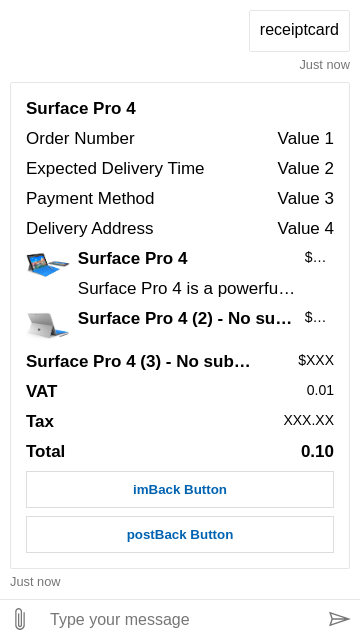 receiptcard
Just now
Surface Pro 4
Order Number Value 1
Expected Delivery Time Value 2
Payment Method Value 3
Delivery Address Value 4
Surface Pro 4 $…
Surface Pro 4 is a powerfu…
Surface Pro 4 (2) - No su… $…
Surface Pro 4 (3) - No sub… $XXX
VAT 0.01
Tax XXX.XX
Total 0.10
imBack Button
postBack Button
Just now
Type your message